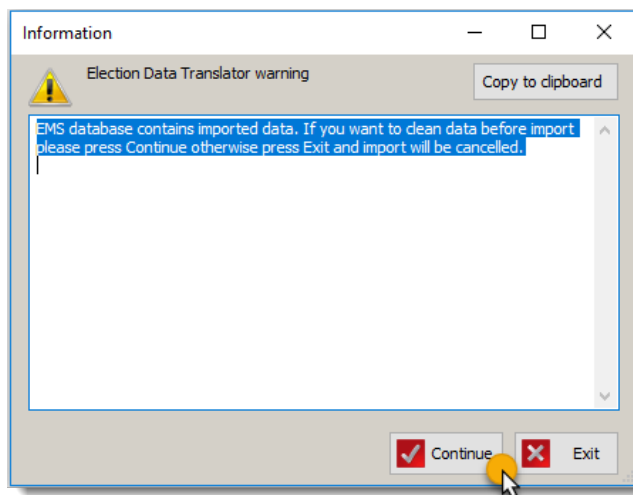 Information
Election Data Translator warning
Copy to clipboard
EMS database contains imported data. If you want to clean data before import
please press Continue otherwise press Exit and import will be cancelled.
Continue
Exit